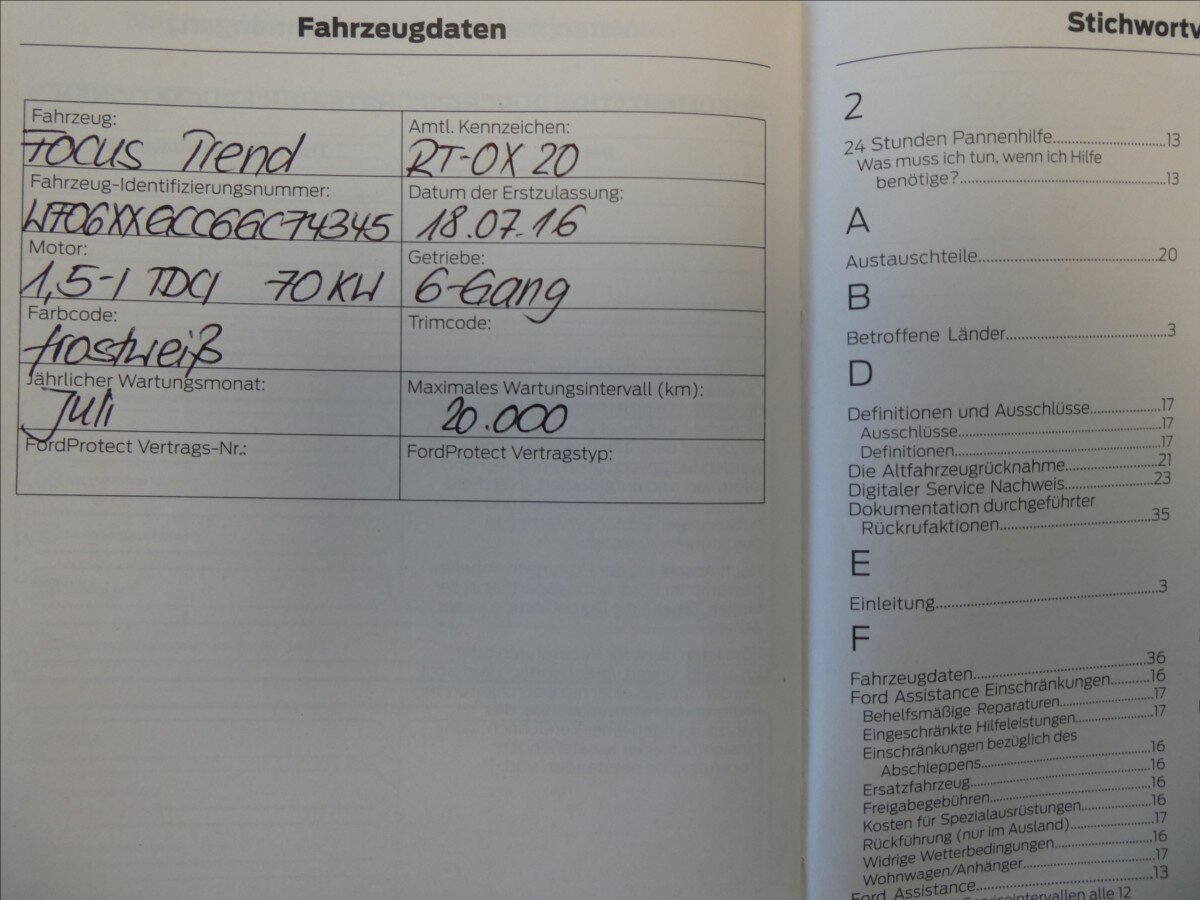 Fahrzeugdaten
Fahrzeug:
Focus Trend
Amtl. Kennzeichen:
RT-OX 20
Fahrzeug-Identifizierungsnummer:
Datum der Erstzulassung:
18.07.16
Motor:
1,5-l TDCI 70 KW
Getriebe:
6-Gang
Farbcode:
frostweiß
Trimcode:
Jährlicher Wartungsmonat:
Juli
Maximales Wartungsintervall (km):
20.000
FordProtect Vertrags-Nr.:
FordProtect Vertragstyp:
2
24 Stunden Pannenhilfe 13
Was muss ich tun, wenn ich Hilfe
benötige? 13
A
Austauschteile 20
B
Betroffene Länder 3
D
Definitionen und Ausschlüsse 17
Ausschlüsse 17
Definitionen 17
Die Altfahrzeugrücknahme 21
Digitaler Service Nachweis 23
Dokumentation durchgeführter
Rückrufaktionen 35
E
Einleitung 3
F
Fahrzeugdaten 36
Ford Assistance Einschränkungen 16
Behelfsmäßige Reparaturen 17
Eingeschränkte Hilfeleistungen 17
Einschränkungen bezüglich des
Abschleppens 16
Ersatzfahrzeug 16
Freigabegebühren 16
Kosten für Spezialausrüstungen 16
Rückführung (nur im Ausland) 17
Widrige Wetterbedingungen 16
Wohnwagen/Anhänger 17
Ford Assistance 13
alle 12